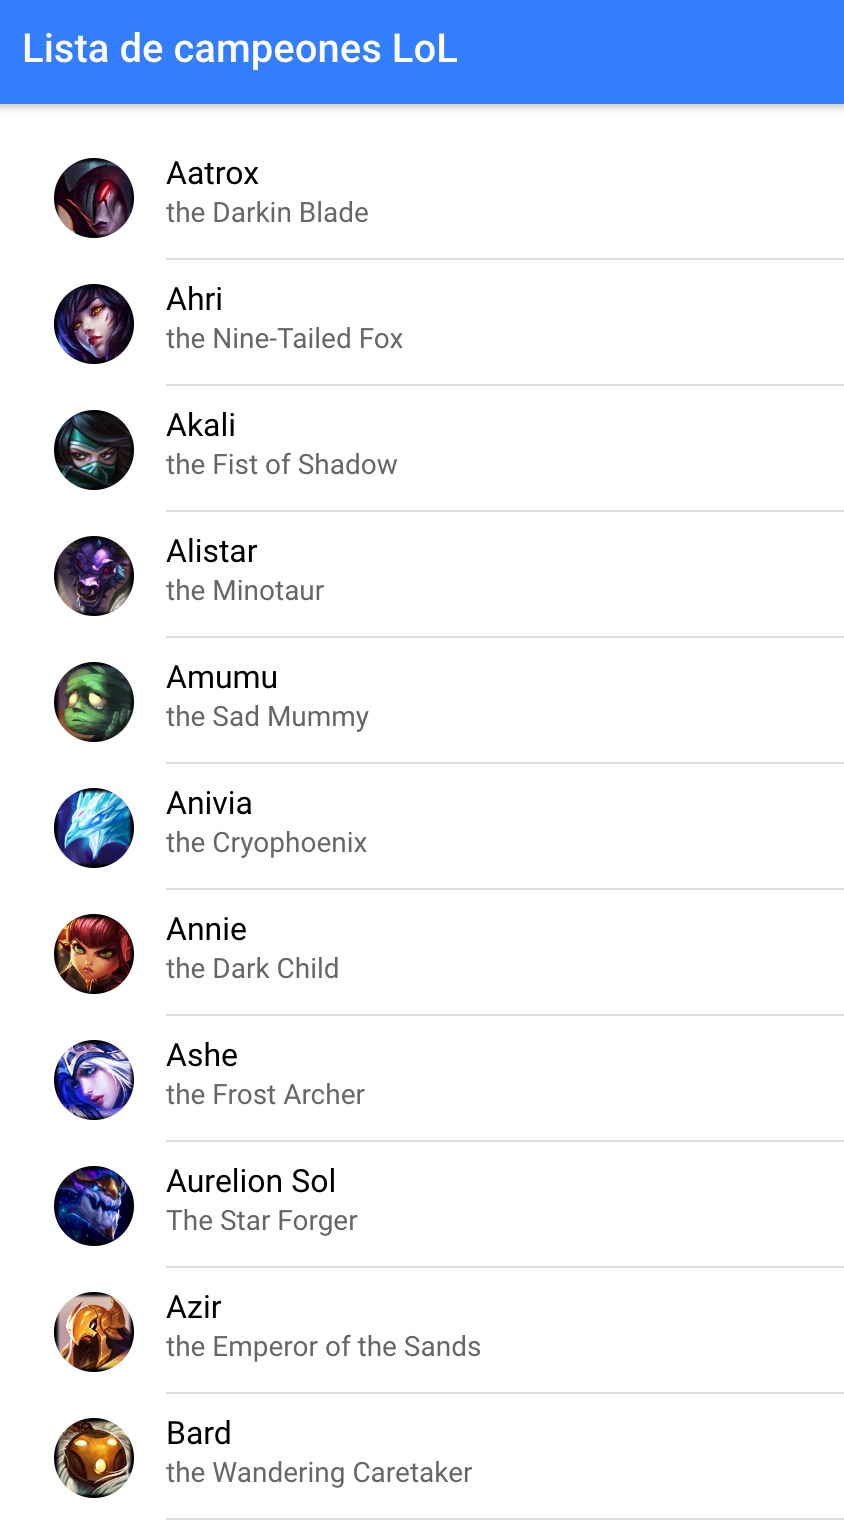 Lista de campeones LoL
Aatrox
the Darkin Blade
Ahri
the Nine-Tailed Fox
Akali
the Fist of Shadow
Alistar
the Minotaur
Amumu
the Sad Mummy
Anivia
the Cryophoenix
Annie
the Dark Child
Ashe
the Frost Archer
Aurelion Sol
The Star Forger
Azir
the Emperor of the Sands
Bard
the Wandering Caretaker